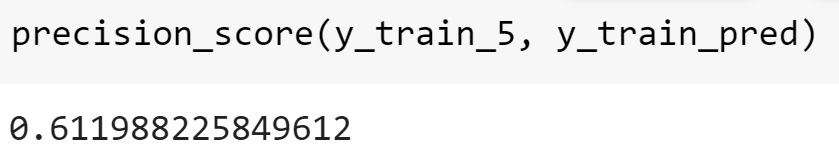 precision_score(y_train_5, y_train_pred)
0.611988225849612